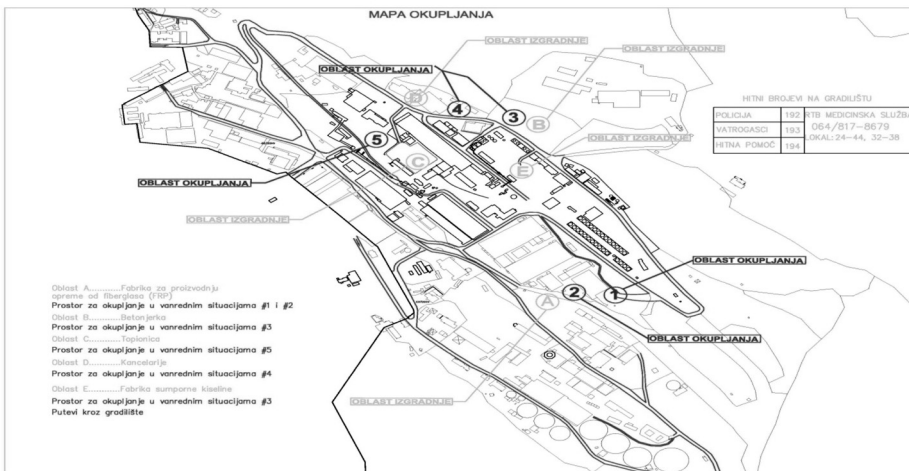 MAPA OKUPLJANJA
OBLAST IZGRADNJE
OBLAST IZGRADNJE
OBLAST OKUPLJANJA
D
4
3
B
HITNI BROJEVI NA GRADILIŠTU
POLICIJA 192 RTB MEDICINSKA SLUŽBA
VATROGASCI 193 064/817-8679
LOKAL: 24-44, 32-38
HITNA POMOĆ 194
OBLAST IZGRADNJE
5
C
E
OBLAST OKUPLJANJA
OBLAST IZGRADNJE
OBLAST OKUPLJANJA
A
2
1
OBLAST OKUPLJANJA
OBLAST IZGRADNJE
Oblast A...........Fabrika za proizvodnju
opreme od fiberglasa (FRP)
Prostor za okupljanje u vanrednim situacijama #1 i #2
Oblast B...........Betonjerka
Prostor za okupljanje u vanrednim situacijama #3
Oblast C...........Topionica
Prostor za okupljanje u vanrednim situacijama #5
Oblast D...........Kancelarije
Prostor za okupljanje u vanrednim situacijama #4
Oblast E...........Fabrika sumporne kiseline
Prostor za okupljanje u vanrednim situacijama #3
Putevi kroz gradilište